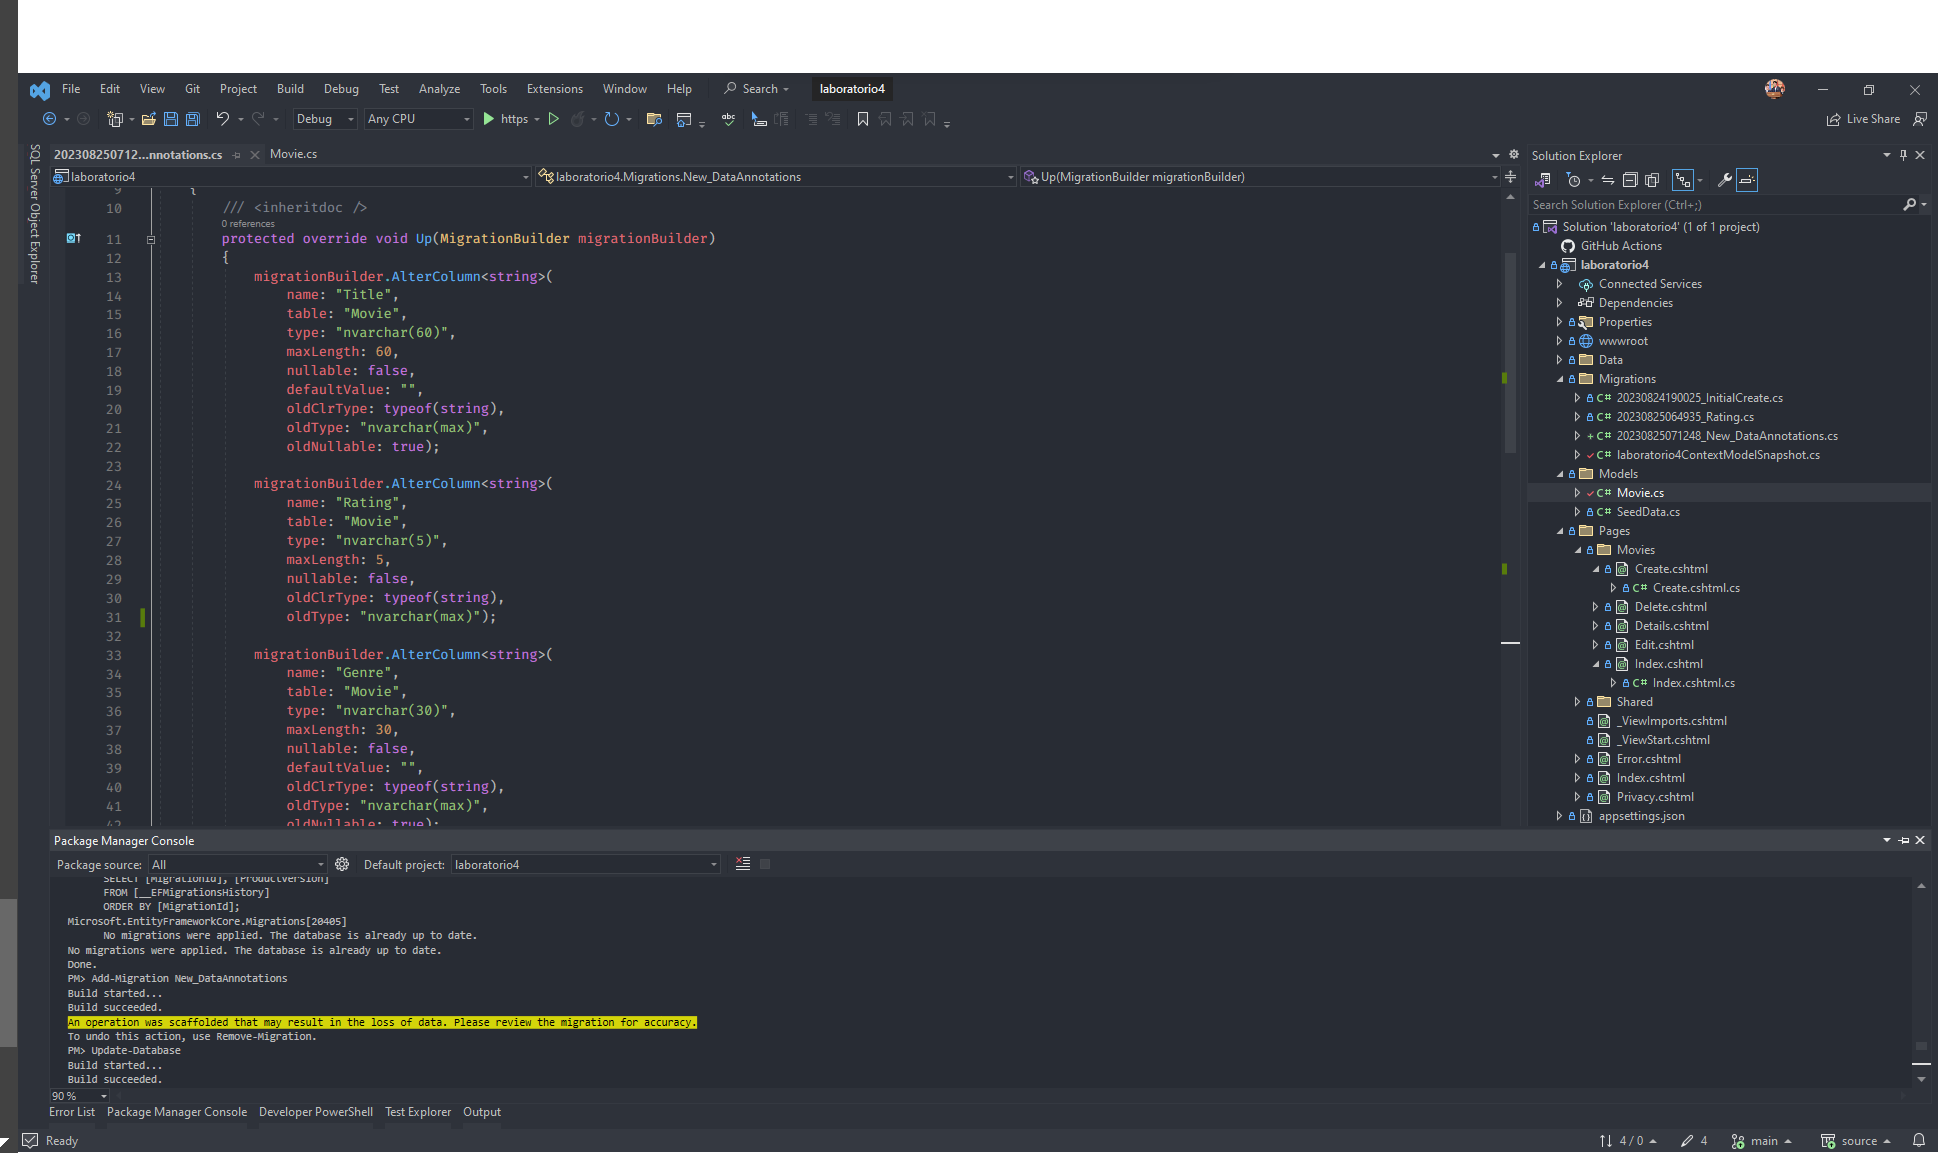 File Edit View Git Project Build Debug Test Analyze Tools Extensions Window Help Search laboratorio4
Debug Any CPU https Live Share
SQL Server Object Explorer
202308250712...nnotations.cs Movie.cs
laboratorio4 laboratorio4.Migrations.New_DataAnnotations Up(MigrationBuilder migrationBuilder)
9 {
10 /// <inheritdoc />
0 references
11 protected override void Up(MigrationBuilder migrationBuilder)
12 {
13 migrationBuilder.AlterColumn<string>(
14 name: "Title",
15 table: "Movie",
16 type: "nvarchar(60)",
17 maxLength: 60,
18 nullable: false,
19 defaultValue: "",
20 oldClrType: typeof(string),
21 oldType: "nvarchar(max)",
22 oldNullable: true);
23
24 migrationBuilder.AlterColumn<string>(
25 name: "Rating",
26 table: "Movie",
27 type: "nvarchar(5)",
28 maxLength: 5,
29 nullable: false,
30 oldClrType: typeof(string),
31 oldType: "nvarchar(max)");
32
33 migrationBuilder.AlterColumn<string>(
34 name: "Genre",
35 table: "Movie",
36 type: "nvarchar(30)",
37 maxLength: 30,
38 nullable: false,
39 defaultValue: "",
40 oldClrType: typeof(string),
41 oldType: "nvarchar(max)",
42 oldNullable: true);
Solution Explorer
Search Solution Explorer (Ctrl+;)
Solution 'laboratorio4' (1 of 1 project)
GitHub Actions
laboratorio4
Connected Services
Dependencies
Properties
wwwroot
Data
Migrations
C# 20230824190025_InitialCreate.cs
C# 20230825064935_Rating.cs
C# 20230825071248_New_DataAnnotations.cs
C# laboratorio4ContextModelSnapshot.cs
Models
C# Movie.cs
C# SeedData.cs
Pages
Movies
Create.cshtml
C# Create.cshtml.cs
Delete.cshtml
Details.cshtml
Edit.cshtml
Index.cshtml
C# Index.cshtml.cs
Shared
_ViewImports.cshtml
_ViewStart.cshtml
Error.cshtml
Index.cshtml
Privacy.cshtml
appsettings.json
Package Manager Console
Package source: All Default project: laboratorio4
SELECT [MigrationId], [ProductVersion]
FROM [__EFMigrationsHistory]
ORDER BY [MigrationId];
Microsoft.EntityFrameworkCore.Migrations[20405]
No migrations were applied. The database is already up to date.
No migrations were applied. The database is already up to date.
Done.
PM> Add-Migration New_DataAnnotations
Build started...
Build succeeded.
An operation was scaffolded that may result in the loss of data. Please review the migration for accuracy.
To undo this action, use Remove-Migration.
PM> Update-Database
Build started...
Build succeeded.
90 %
Error List Package Manager Console Developer PowerShell Test Explorer Output
Ready 4 / 0 4 main source